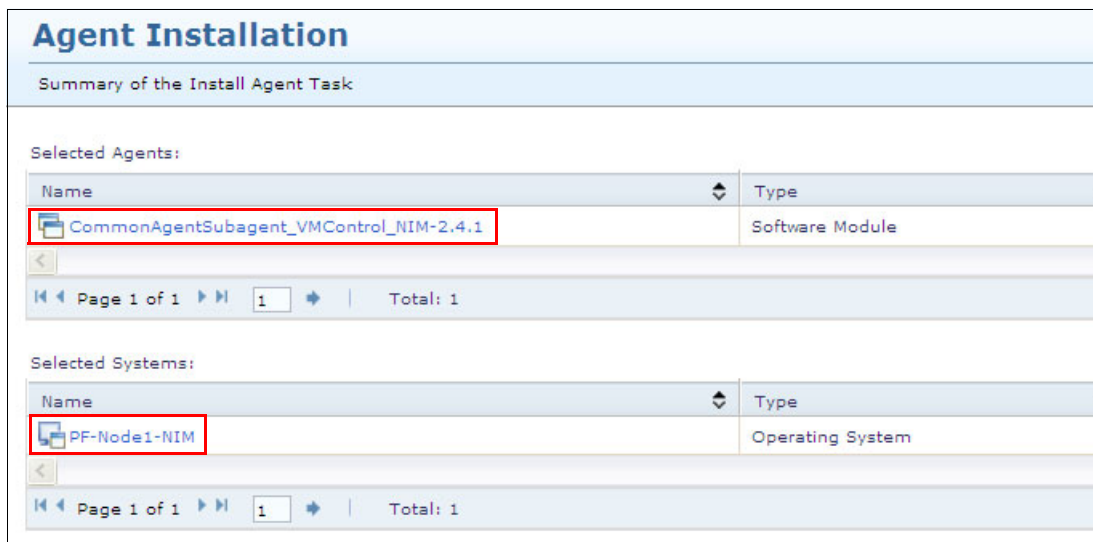 Agent Installation
Summary of the Install Agent Task
Selected Agents:
Name Type
CommonAgentSubagent_VMControl_NIM-2.4.1 Software Module
Page 1 of 1 1 Total: 1
Selected Systems:
Name Type
PF-Node1-NIM Operating System
Page 1 of 1 1 Total: 1